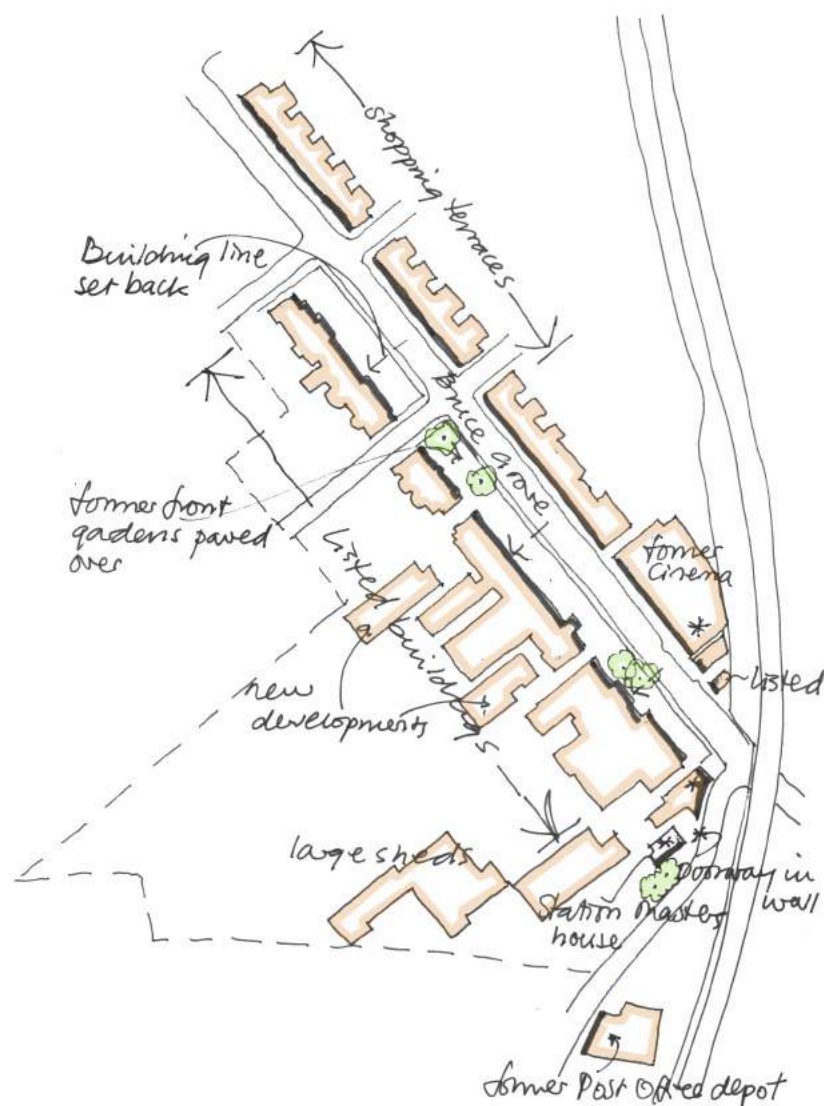 shopping terraces
Building line
set back
Bruce Grove
former front
gardens paved
over
former
cinema
Listed buildings
Listed
new
developments
large sheds
Doorway in
wall
Station Masters
house
former Post Office depot